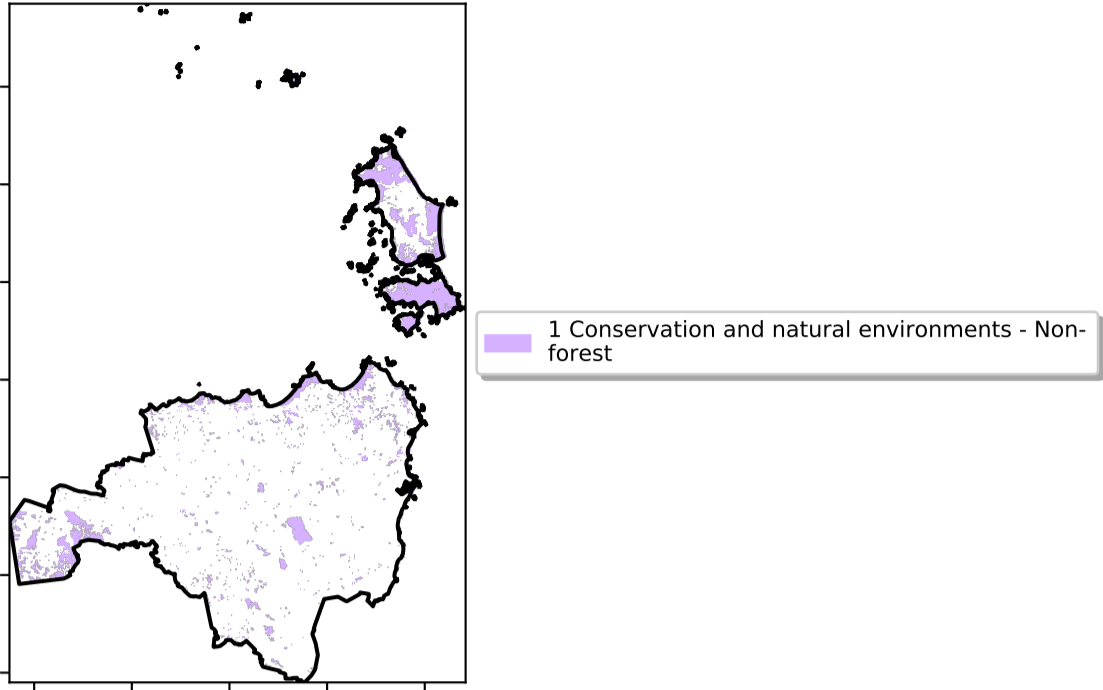 1 Conservation and natural environments - Non-
forest